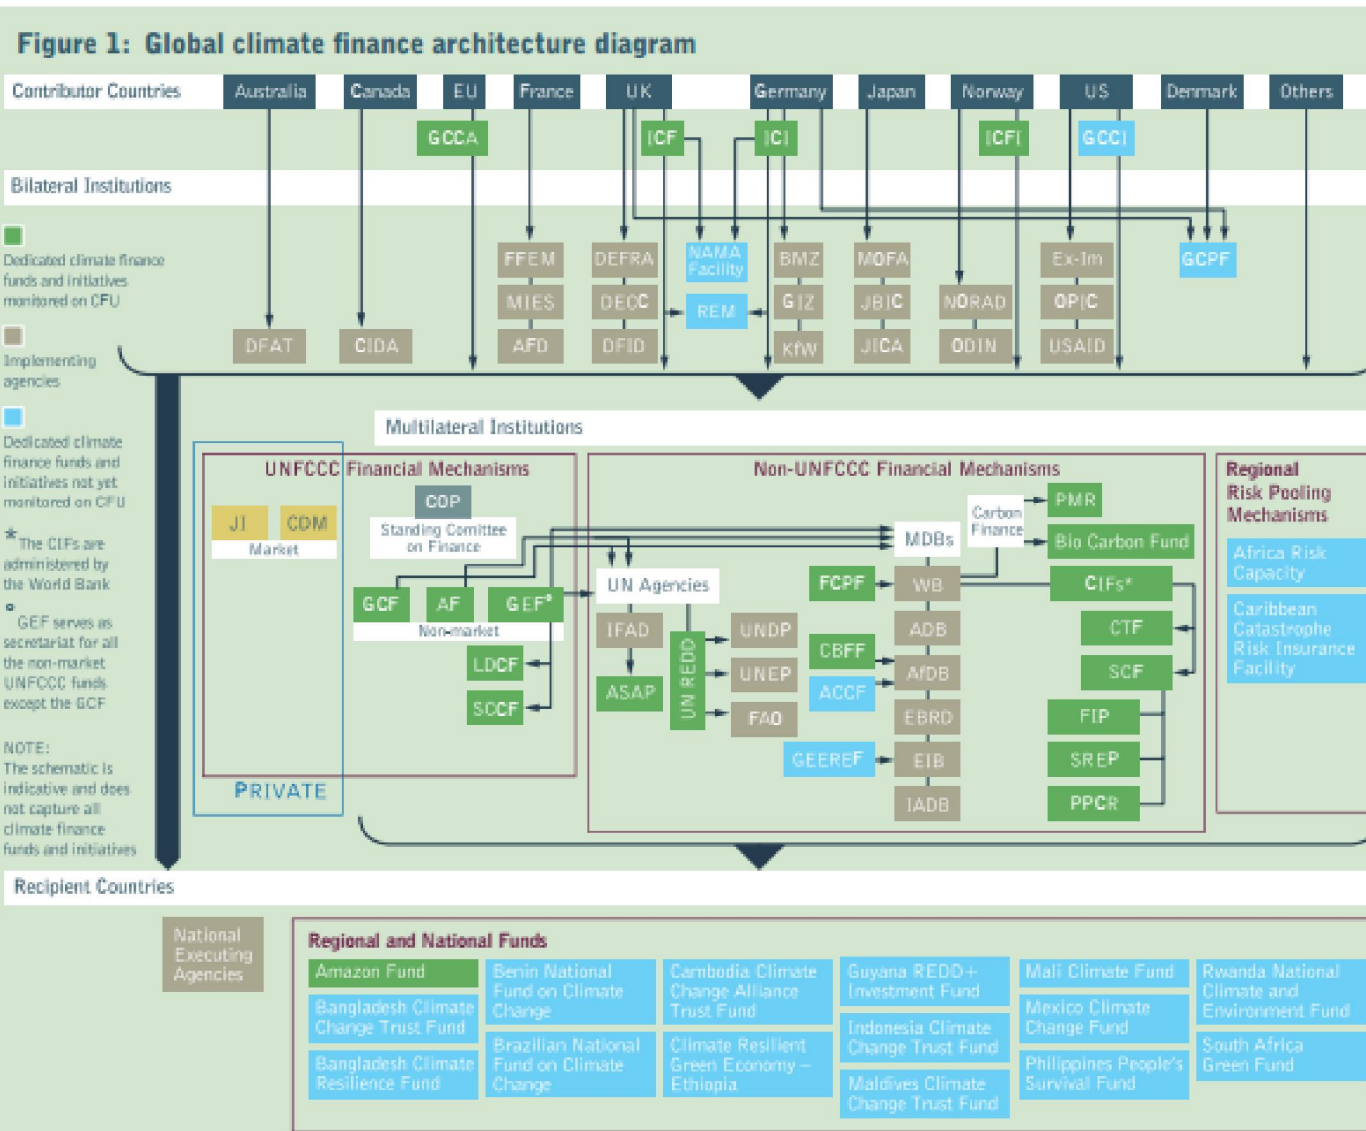 Figure 1: Global climate finance architecture diagram
Contributor Countries
Australia
Canada
EU
France
UK
Germany
Japan
Norway
US
Denmark
Others
GCCA
ICF
ICI
ICFI
GCCI
Bilateral Institutions
Dedicated climate finance
funds and initiatives
monitored on CFU
Implementing
agencies
Dedicated climate
finance funds and
initiatives not yet
monitored on CFU
* The CIFs are
administered by
the World Bank
° GEF serves as
secretariat for all
the non-market
UNFCCC funds
except the GCF
NOTE:
The schematic is
indicative and does
not capture all
climate finance
funds and initiatives
DFAT
CIDA
FFEM
MIES
AFD
DEFRA
DECC
DFID
NAMA
Facility
REM
BMZ
GIZ
KfW
MOFA
JBIC
JICA
NORAD
ODIN
Ex-Im
OPIC
USAID
GCPF
Multilateral Institutions
UNFCCC Financial Mechanisms
COP
Standing Comittee
on Finance
JI
CDM
Market
GCF
AF
GEF°
Non-market
LDCF
SCCF
PRIVATE
Non-UNFCCC Financial Mechanisms
UN Agencies
IFAD
ASAP
UN REDD
UNDP
UNEP
FAO
MDBs
FCPF
CBFF
ACCF
GEEREF
WB
ADB
AfDB
EBRD
EIB
IADB
Carbon
Finance
PMR
Bio Carbon Fund
CIFs*
CTF
SCF
FIP
SREP
PPCR
Regional
Risk Pooling
Mechanisms
Africa Risk
Capacity
Caribbean
Catastrophe
Risk Insurance
Facility
Recipient Countries
National
Executing
Agencies
Regional and National Funds
Amazon Fund
Bangladesh Climate
Change Trust Fund
Bangladesh Climate
Resilience Fund
Benin National
Fund on Climate
Change
Brazilian National
Fund on Climate
Change
Cambodia Climate
Change Alliance
Trust Fund
Climate Resilient
Green Economy –
Ethiopia
Guyana REDD+
Investment Fund
Indonesia Climate
Change Trust Fund
Maldives Climate
Change Trust Fund
Mali Climate Fund
Mexico Climate
Change Fund
Philippines People's
Survival Fund
Rwanda National
Climate and
Environment Fund
South Africa
Green Fund